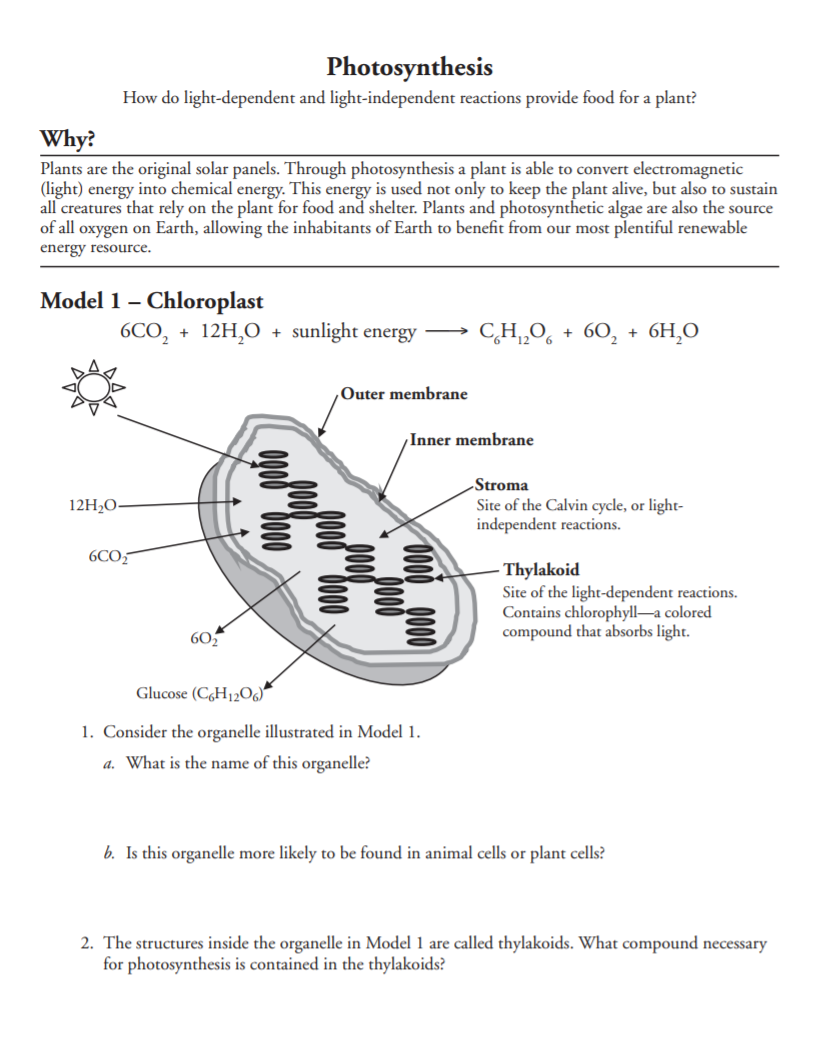 Photosynthesis
How do light-dependent and light-independent reactions provide food for a plant?
Why?
Plants are the original solar panels. Through photosynthesis a plant is able to convert electromagnetic
(light) energy into chemical energy. This energy is used not only to keep the plant alive, but also to sustain
all creatures that rely on the plant for food and shelter. Plants and photosynthetic algae are also the source
of all oxygen on Earth, allowing the inhabitants of Earth to benefit from our most plentiful renewable
energy resource.
Model 1 – Chloroplast
6CO₂ + 12H₂O + sunlight energy ⟶ C₆H₁₂O₆ + 6O₂ + 6H₂O
Outer membrane
Inner membrane
Stroma
Site of the Calvin cycle, or light-
independent reactions.
12H₂O
6CO₂
Thylakoid
Site of the light-dependent reactions.
Contains chlorophyll—a colored
compound that absorbs light.
6O₂
Glucose (C₆H₁₂O₆)
1. Consider the organelle illustrated in Model 1.
a. What is the name of this organelle?
b. Is this organelle more likely to be found in animal cells or plant cells?
2. The structures inside the organelle in Model 1 are called thylakoids. What compound necessary
for photosynthesis is contained in the thylakoids?